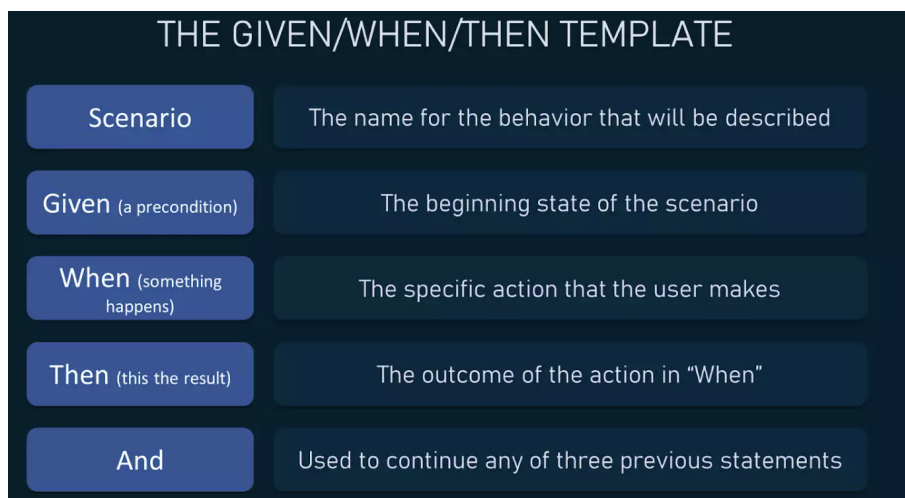 THE GIVEN/WHEN/THEN TEMPLATE
Scenario
The name for the behavior that will be described
Given (a precondition)
The beginning state of the scenario
When (something
happens)
The specific action that the user makes
Then (this the result)
The outcome of the action in “When”
And
Used to continue any of three previous statements